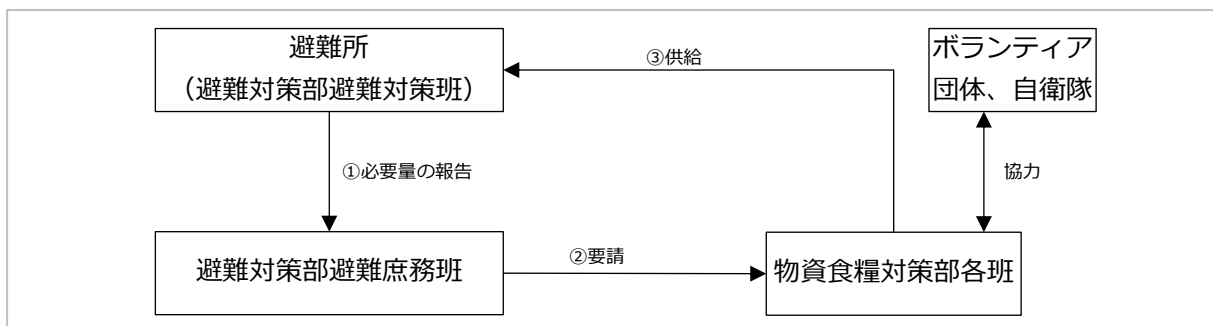 避難所
（避難対策部避難対策班）
③供給
ボランティア
団体、自衛隊
①必要量の報告
協力
避難対策部避難庶務班
②要請
物資食糧対策部各班